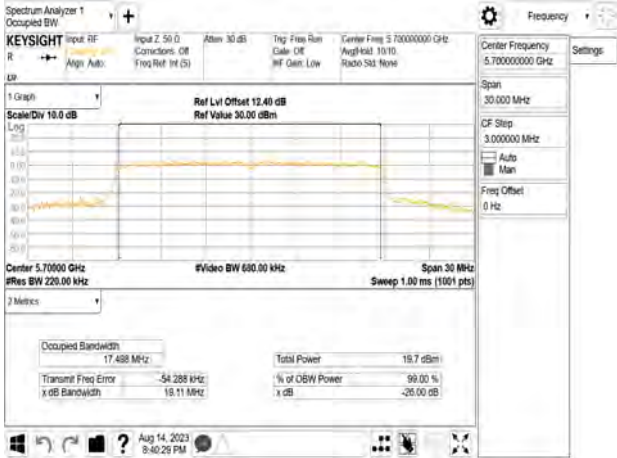 Spectrum Analyzer 1
Occupied BW
Frequency
KEYSIGHT Input: RF Input Z: 50 Ω Atten: 30 dB Trig: Free Run Center Freq: 5.700000000 GHz
R Corrections: Off Gate: Off Avg|Hold: 10/10
Align: Auto Freq Ref: Int (S) #IF Gain: Low Radio Std: None
Center Frequency
5.700000000 GHz
Settings
Span
30.000 MHz
CF Step
3.000000 MHz
Auto
Man
Freq Offset
0 Hz
1 Graph
Scale/Div 10.0 dB
Ref Lvl Offset 12.40 dB
Ref Value 30.00 dBm
Log
Center 5.70000 GHz #Video BW 680.00 kHz Span 30 MHz
#Res BW 220.00 kHz Sweep 1.00 ms (1001 pts)
2 Metrics
Occupied Bandwidth
17.498 MHz
Total Power 19.7 dBm
Transmit Freq Error -54.288 kHz % of OBW Power 99.00 %
x dB Bandwidth 19.11 MHz x dB -26.00 dB
Aug 14, 2023
8:40:29 PM